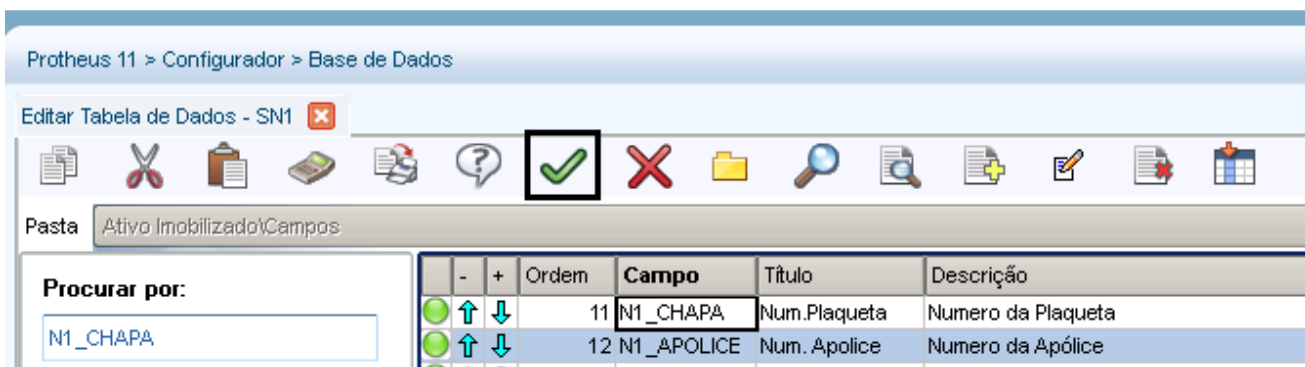 Protheus 11 > Configurador > Base de Dados
Editar Tabela de Dados - SN1
Pasta Ativo Imobilizado\Campos
Procurar por:
N1_CHAPA
- + Ordem Campo Título Descrição
11 N1_CHAPA Num.Plaqueta Numero da Plaqueta
12 N1_APOLICE Num. Apolice Numero da Apólice